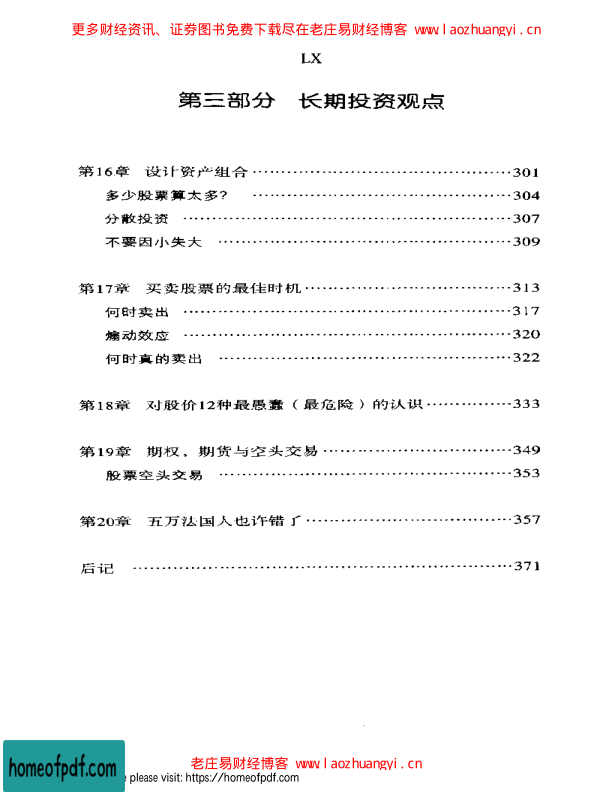 更多财经资讯、证券图书免费下载尽在老庄易财经博客 www.laozhuangyi.cn
LX
第三部分 长期投资观点
第16章 设计资产组合……301
多少股票算太多? ……304
分散投资 ……307
不要因小失大 ……309
第17章 买卖股票的最佳时机……313
何时卖出 ……317
煽动效应 ……320
何时真的卖出 ……322
第18章 对股价12种最愚蠢(最危险)的认识……333
第19章 期权、期货与空头交易……349
股票空头交易 ……353
第20章 五万法国人也许错了……357
后记 ……371
老庄易财经博客 www.laozhuangyi.cn
homeofpdf.com
e please visit: https://homeofpdf.com